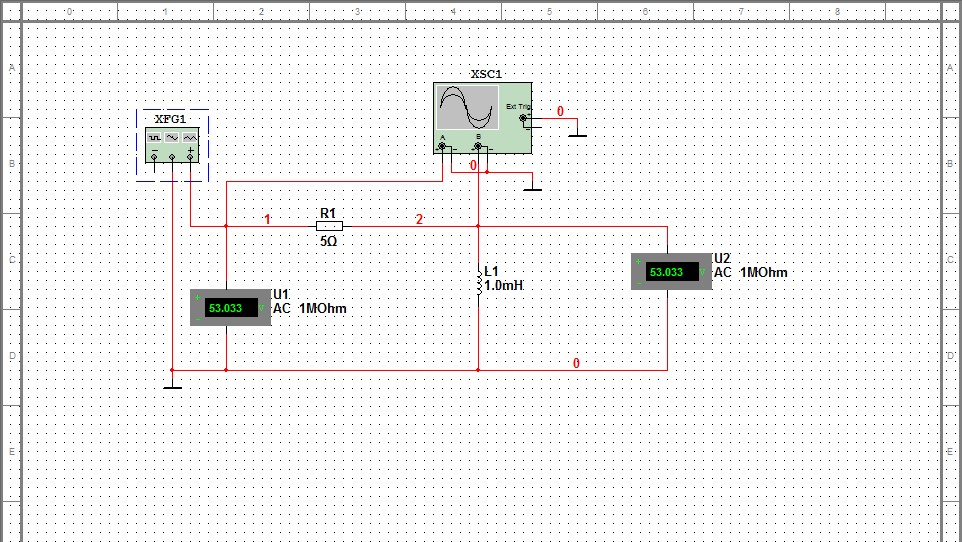 0 1 2 3 4 5 6 7 8
A A
XSC1
Ext Trig
0
XFG1
A B
B B
0
1 R1 2
5Ω
C C
U2
53.033 V AC 1MOhm
L1
1.0mH
U1
53.033 V AC 1MOhm
D D
0
E E